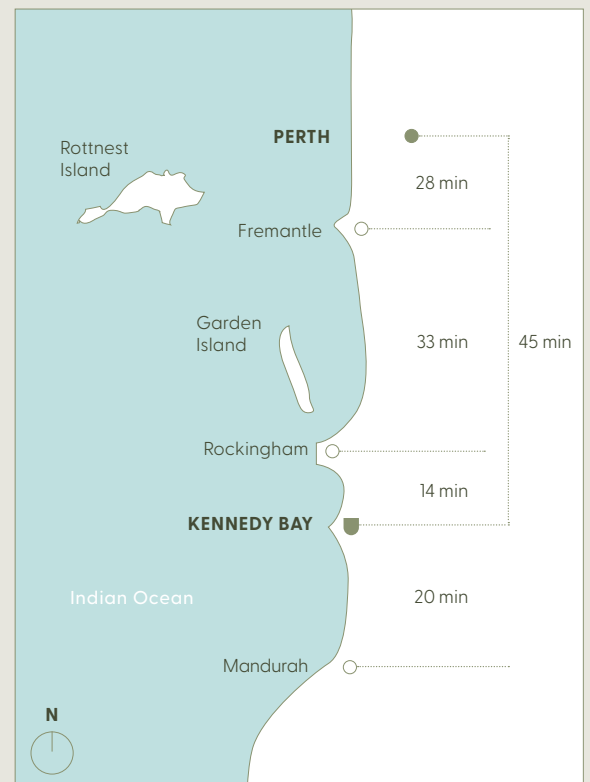 PERTH
Rottnest
Island
28 min
Fremantle
Garden
Island
33 min
45 min
Rockingham
14 min
KENNEDY BAY
Indian Ocean
20 min
Mandurah
N